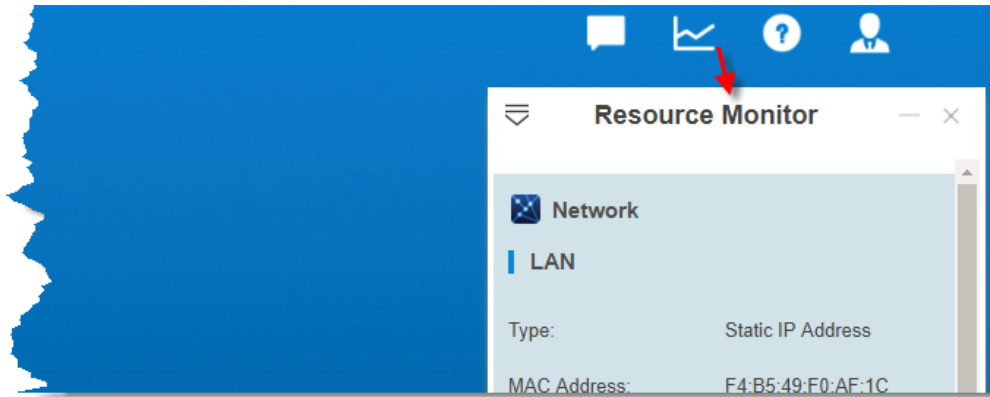 ?
Resource Monitor
Network
LAN
Type: Static IP Address
MAC Address: F4:B5:49:F0:AF:1C